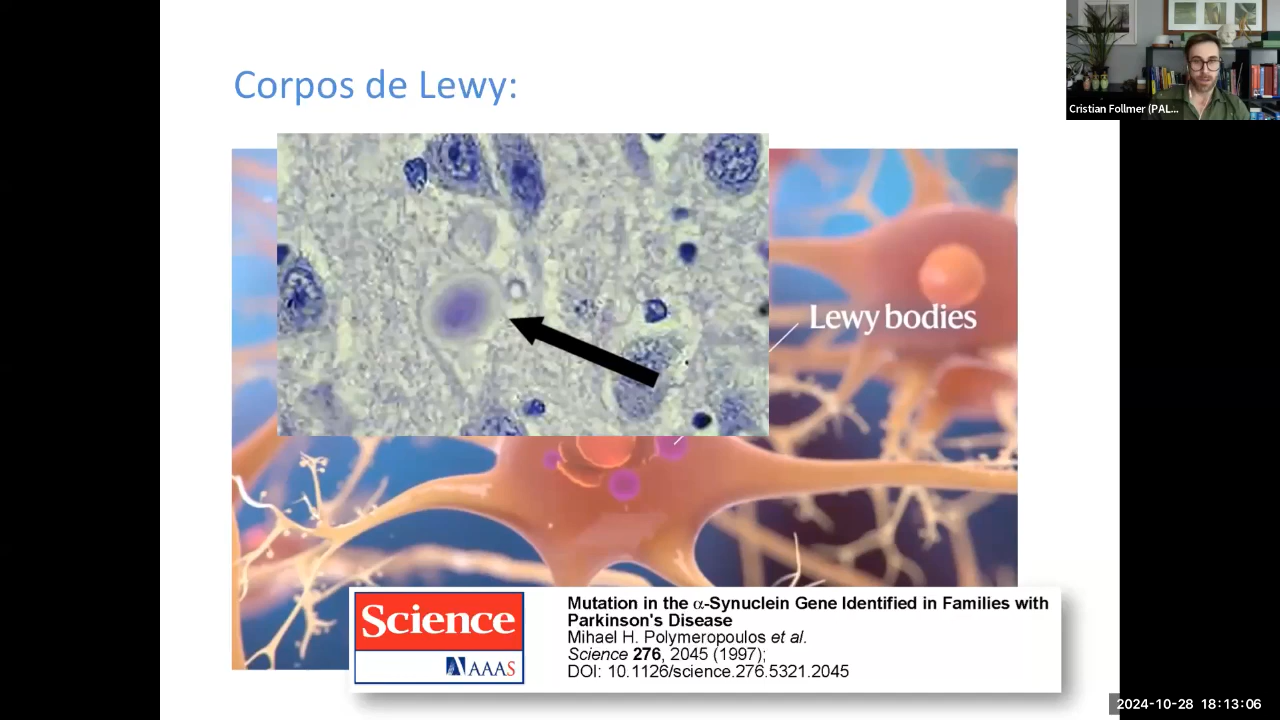 Corpos de Lewy:
Cristian Follmer (PAL...
Lewy bodies
Science
AAAS
Mutation in the α-Synuclein Gene Identified in Families with
Parkinson's Disease
Mihael H. Polymeropoulos et al.
Science 276, 2045 (1997);
DOI: 10.1126/science.276.5321.2045
2024-10-28 18:13:06